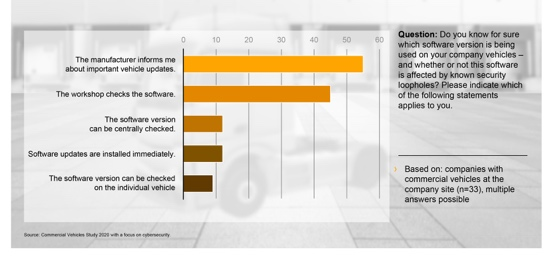 0 10 20 30 40 50 60
The manufacturer informs me
about important vehicle updates.
The workshop checks the software.
The software version
can be centrally checked.
Software updates are installed immediately.
The software version can be checked
on the individual vehicle
Question: Do you know for sure
which software version is being
used on your company vehicles –
and whether or not this software
is affected by known security
loopholes? Please indicate which
of the following statements
applies to you.
Based on: companies with
commercial vehicles at the
company site (n=33), multiple
answers possible
Source: Commercial Vehicles Study 2020 with a focus on cybersecurity.